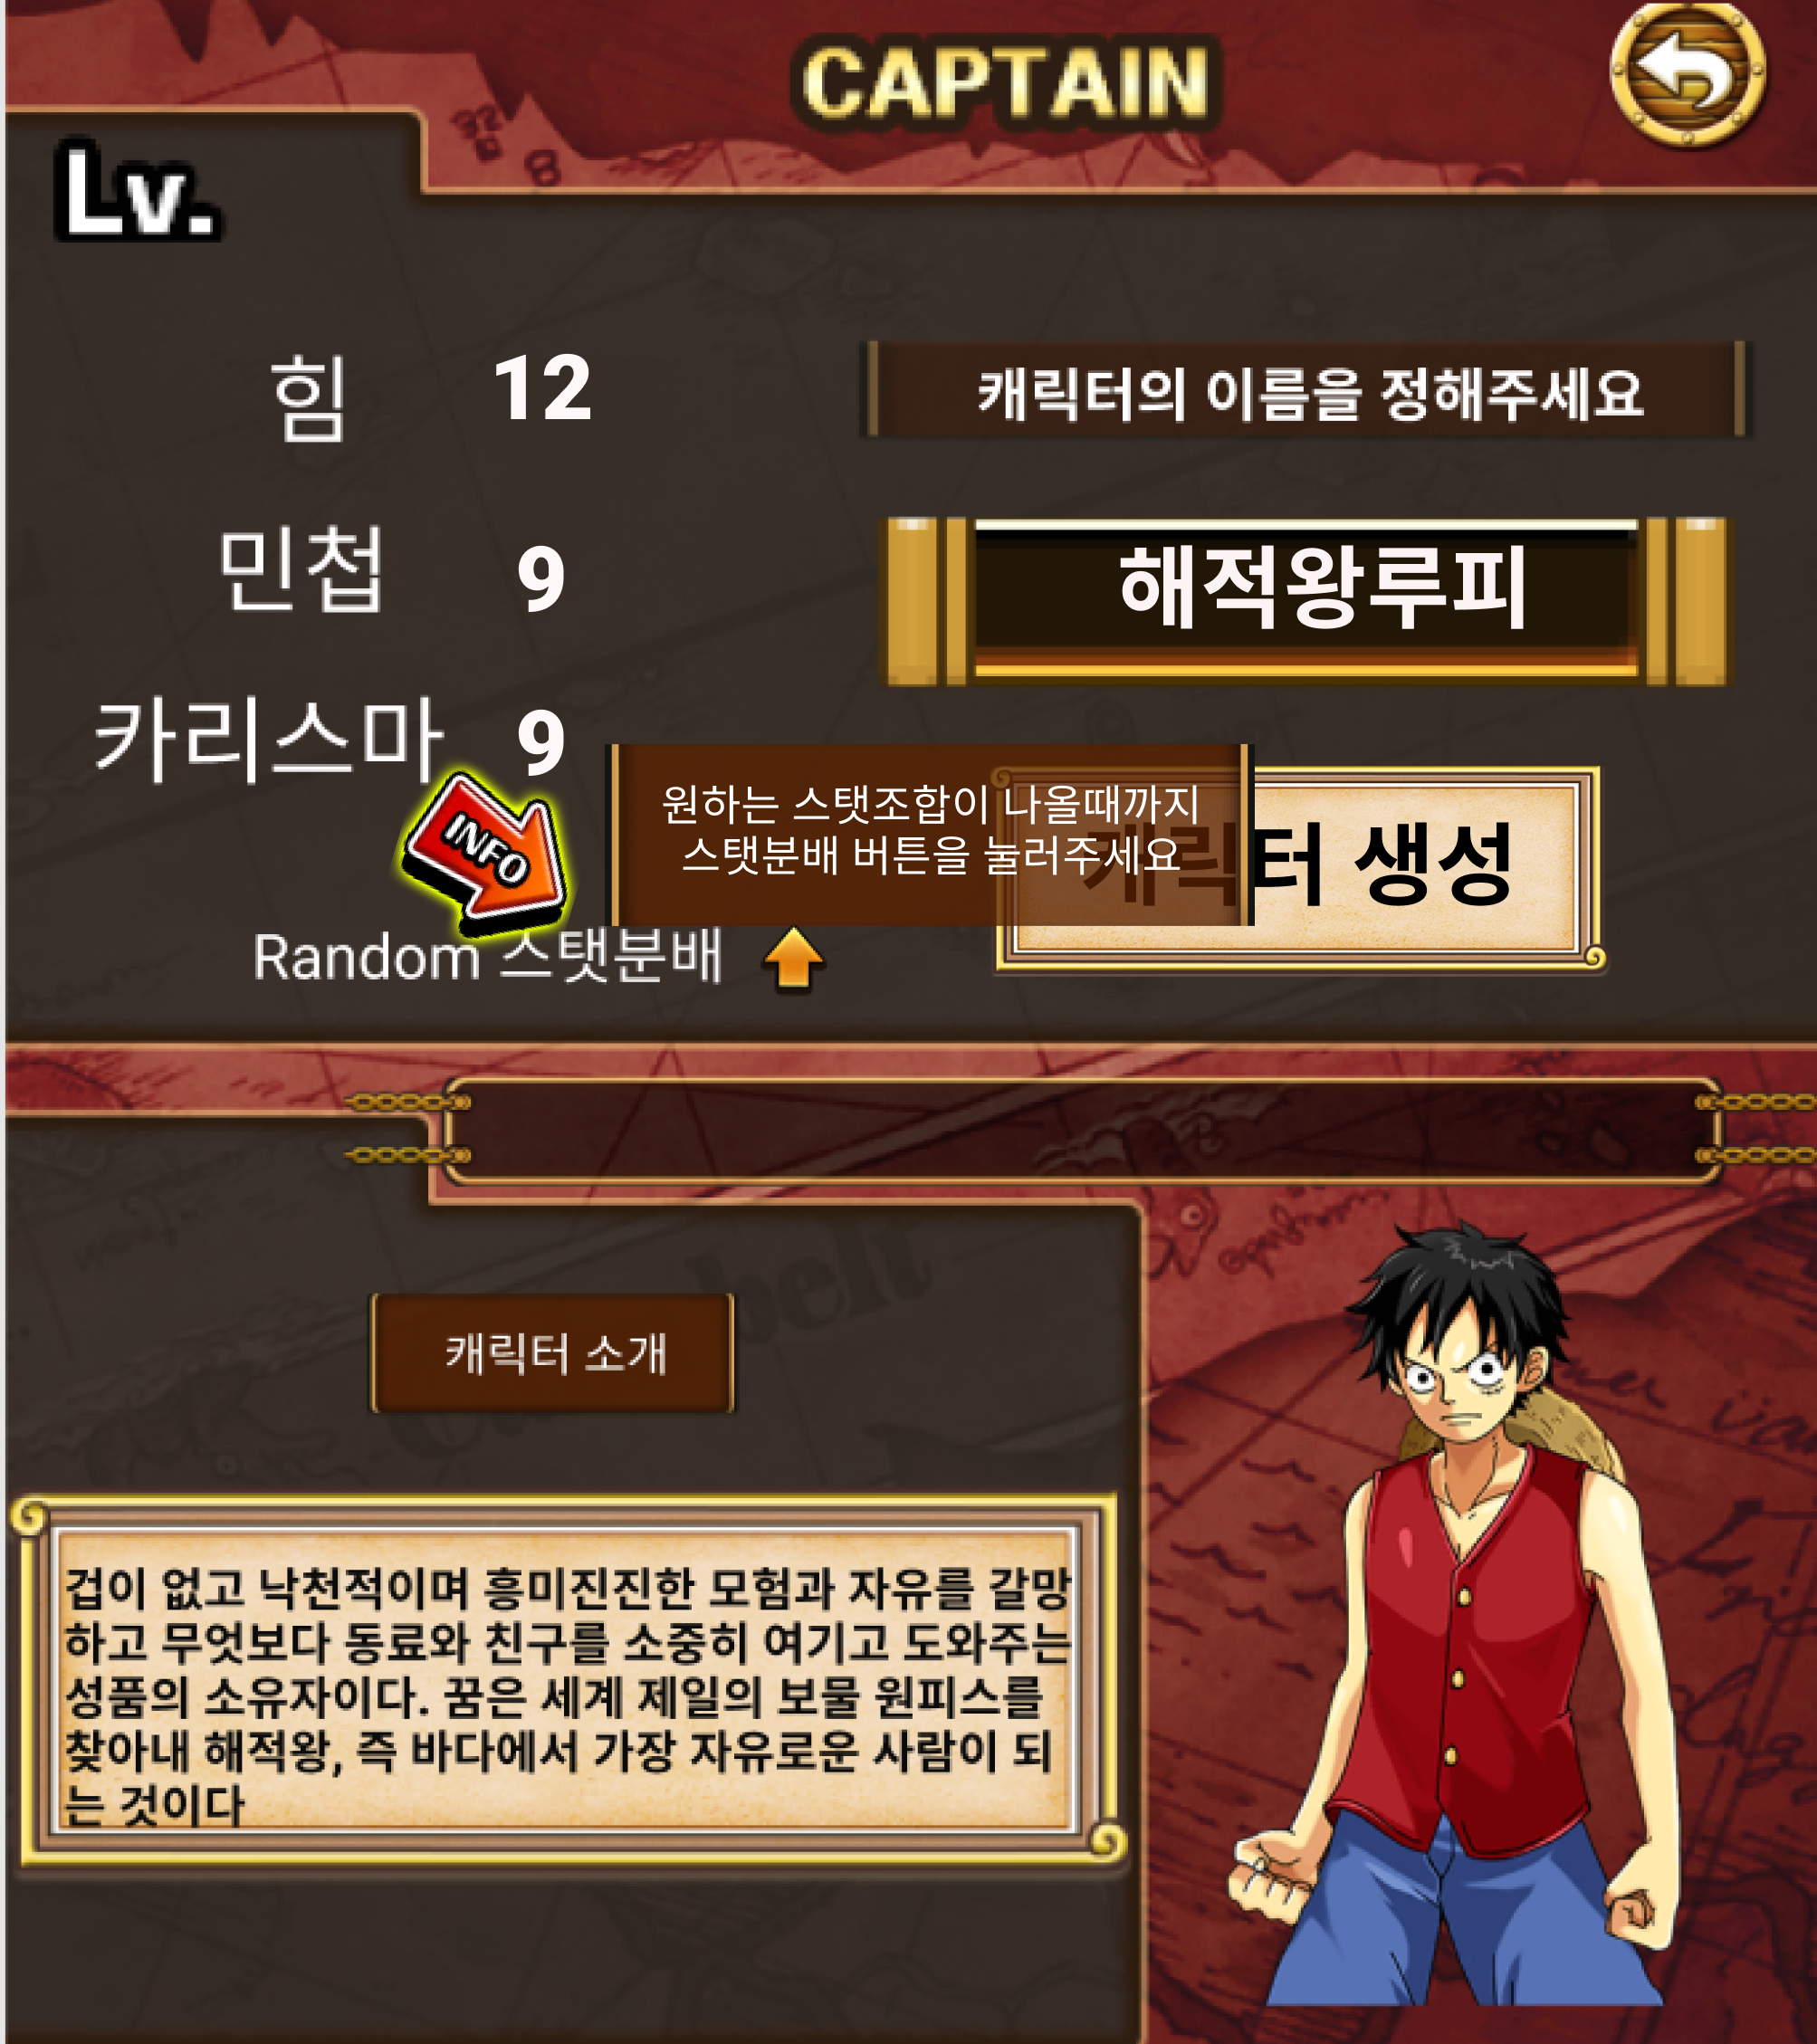 CAPTAIN
Lv.
힘 12
캐릭터의 이름을 정해주세요
민첩 9
해적왕루피
카리스마 9
INFO
원하는 스탯조합이 나올때까지
스탯분배 버튼을 눌러주세요
캐릭터 생성
Random 스탯분배
캐릭터 소개
겁이 없고 낙천적이며 흥미진진한 모험과 자유를 갈망
하고 무엇보다 동료와 친구를 소중히 여기고 도와주는
성품의 소유자이다. 꿈은 세계 제일의 보물 원피스를
찾아내 해적왕, 즉 바다에서 가장 자유로운 사람이 되
는 것이다